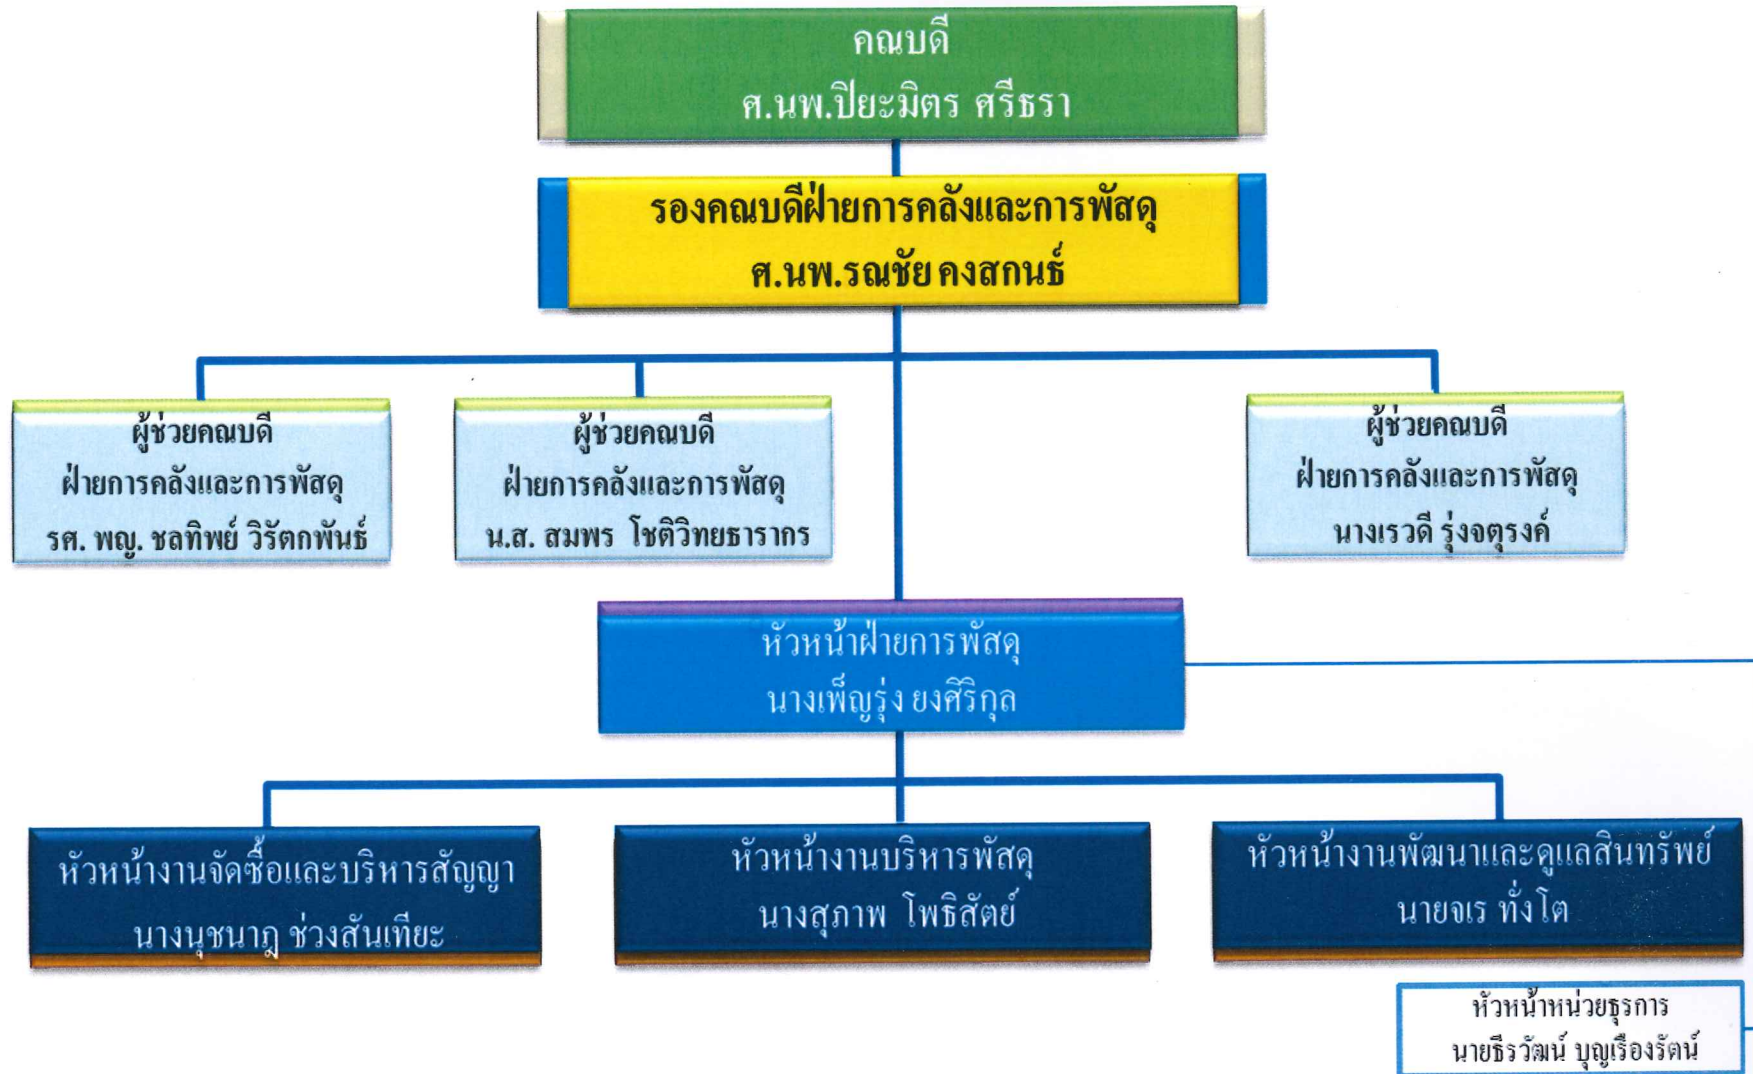 คณบดี
ศ.นพ.ปิยะมิตร ศรีธรา
รองคณบดีฝ่ายการคลังและการพัสดุ
ศ.นพ.รณชัย คงสกนธ์
ผู้ช่วยคณบดี
ฝ่ายการคลังและการพัสดุ
รศ. พญ. ชลทิพย์ วิรัตกพันธ์
ผู้ช่วยคณบดี
ฝ่ายการคลังและการพัสดุ
น.ส. สมพร โชติวิทยธารากร
ผู้ช่วยคณบดี
ฝ่ายการคลังและการพัสดุ
นางเรวดี รุ่งจตุรงค์
หัวหน้าฝ่ายการพัสดุ
นางเพ็ญรุ่ง ยงศิริกุล
หัวหน้างานจัดซื้อและบริหารสัญญา
นางนุชนาฎ ช่วงสันเทียะ
หัวหน้างานบริหารพัสดุ
นางสุภาพ โพธิสัตย์
หัวหน้างานพัฒนาและดูแลสินทรัพย์
นายจเร ทั่งโต
หัวหน้าหน่วยธุรการ
นายธีรวัฒน์ บุญเรืองรัตน์